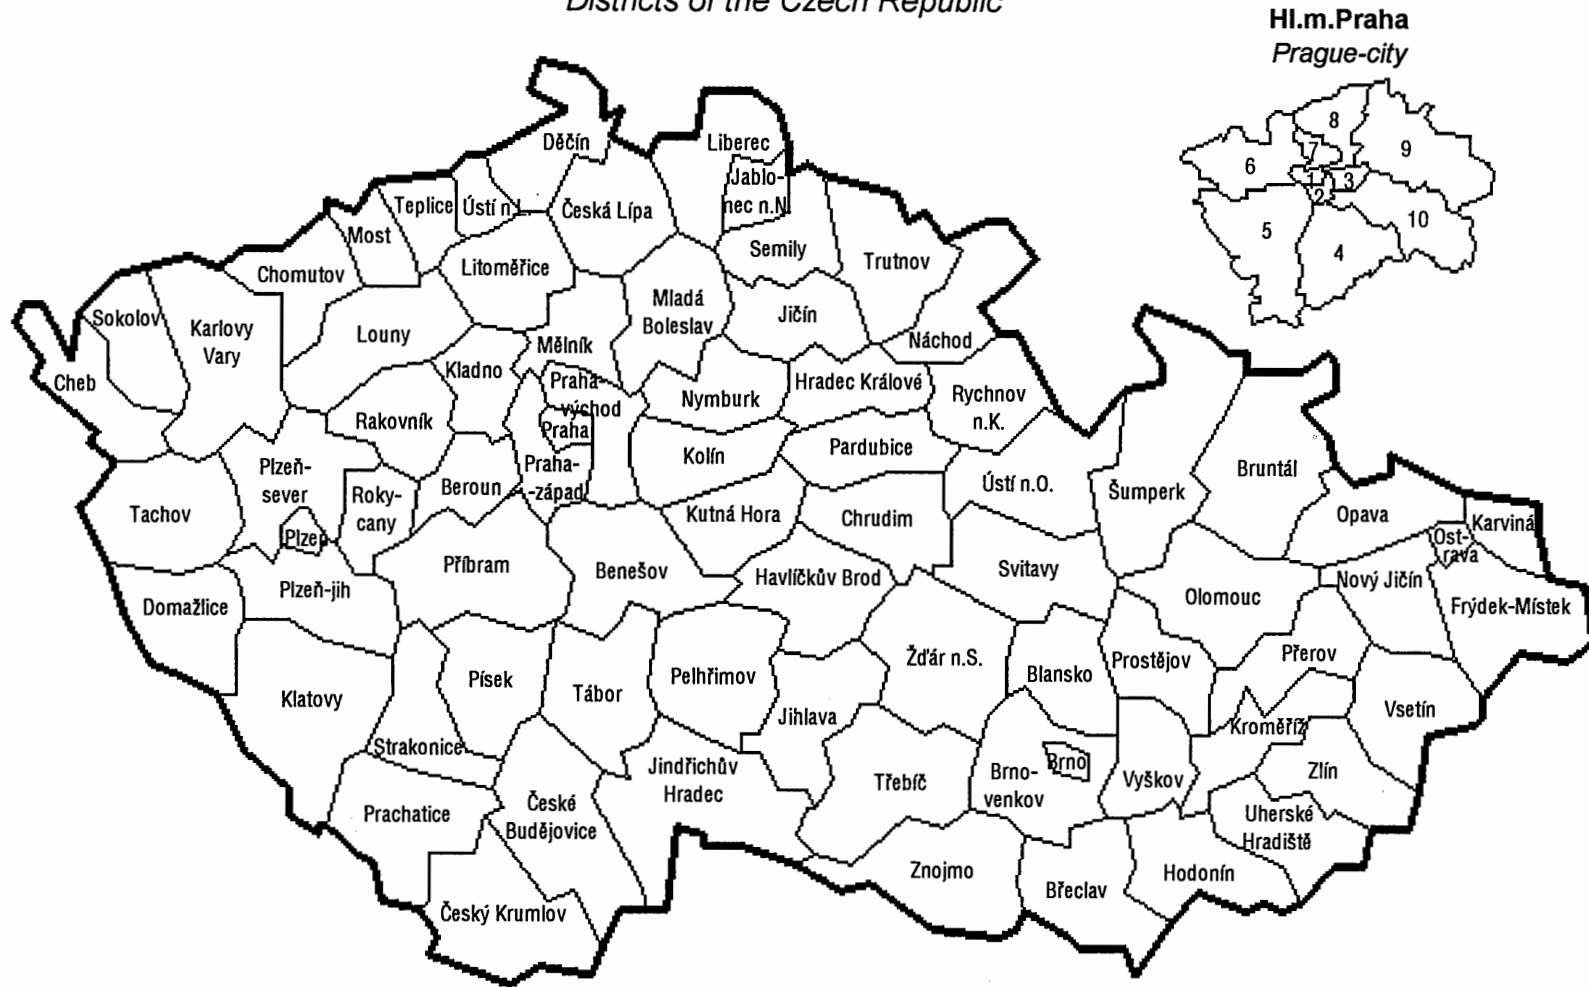 Districts of the Czech Republic
Hl.m.Praha
Prague-city
8
7
9
6
1
3
2
10
5
4
Děčín
Liberec
Jablo-
nec n.N
Teplice
Ústí n
Česká Lípa
Most
Semily
Trutnov
Chomutov
Litoměřice
Sokolov
Karlovy
Vary
Mladá
Boleslav
Jičín
Louny
Mělník
Náchod
Cheb
Kladno
Praha-
východ
Hradec Králové
Rychnov
n.K.
Nymburk
Rakovník
Praha
Pardubice
Kolín
Plzeň-
sever
Praha-
-západ
Bruntál
Beroun
Ústí n.O.
Šumperk
Roky-
cany
Tachov
Kutná Hora
Chrudim
Opava
Karviná
Plzeň
Ost-
rava
Příbram
Benešov
Havlíčkův Brod
Svitavy
Nový Jičín
Plzeň-jih
Domažlice
Olomouc
Frýdek-Místek
Žďár n.S.
Prostějov
Přerov
Písek
Pelhřimov
Blansko
Klatovy
Tábor
Jihlava
Vsetín
Kroměříž
Strakonice
Jindřichův
Hradec
Brno
Brno-
venkov
Třebíč
Vyškov
Zlín
České
Budějovice
Prachatice
Uherské
Hradiště
Znojmo
Břeclav
Hodonín
Český Krumlov